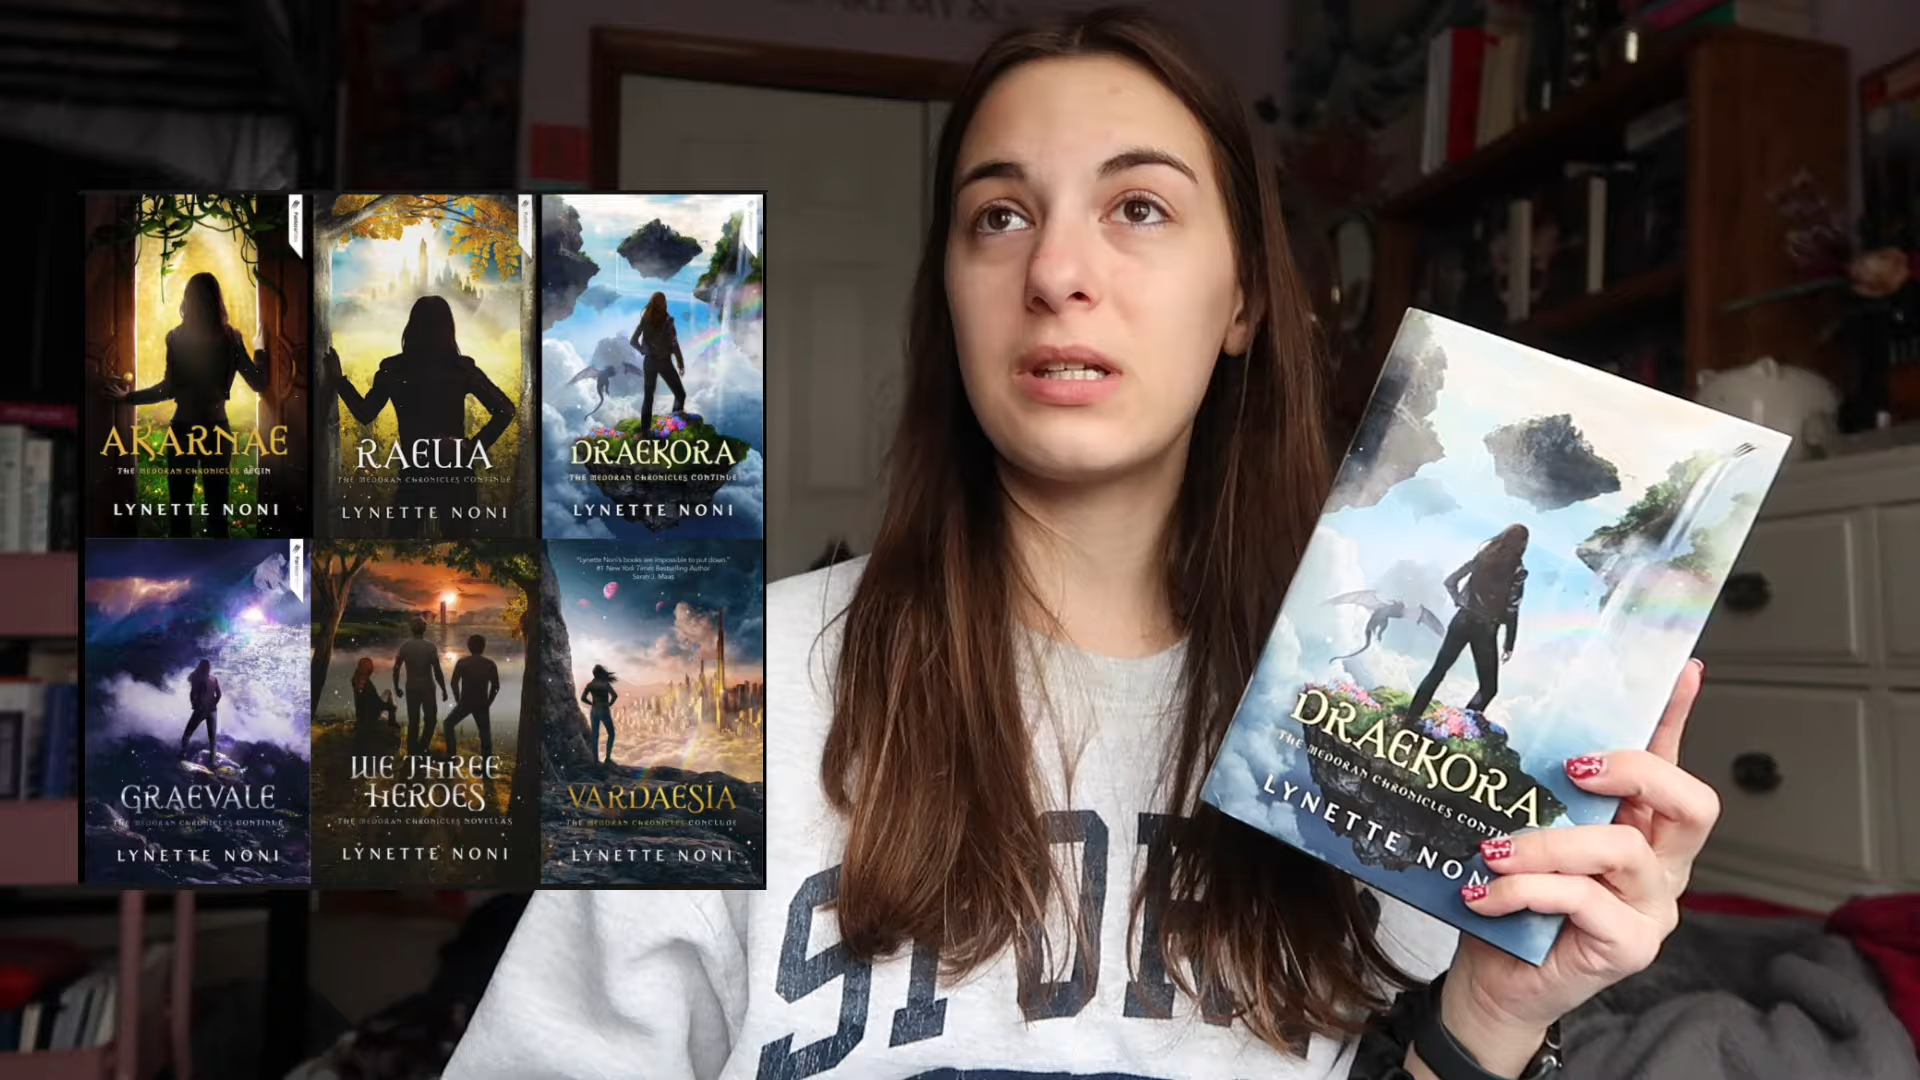 AKARNAE
THE MEDORAN CHRONICLES BEGIN
LYNETTE NONI
RAELIA
THE MEDORAN CHRONICLES CONTINUE
LYNETTE NONI
DRAEKORA
THE MEDORAN CHRONICLES CONTINUE
LYNETTE NONI
GRAEVALE
THE MEDORAN CHRONICLES CONTINUE
LYNETTE NONI
WE THREE
HEROES
THE MEDORAN CHRONICLES NOVELLAS
LYNETTE NONI
"Lynette Noni's books are impossible to put down."
#1 New York Times Bestselling Author
Sarah J. Maas
VARDAESIA
THE MEDORAN CHRONICLES CONCLUDE
LYNETTE NONI
DRAEKORA
THE MEDORAN CHRONICLES CONTIN
LYNETTE NON
SPOR